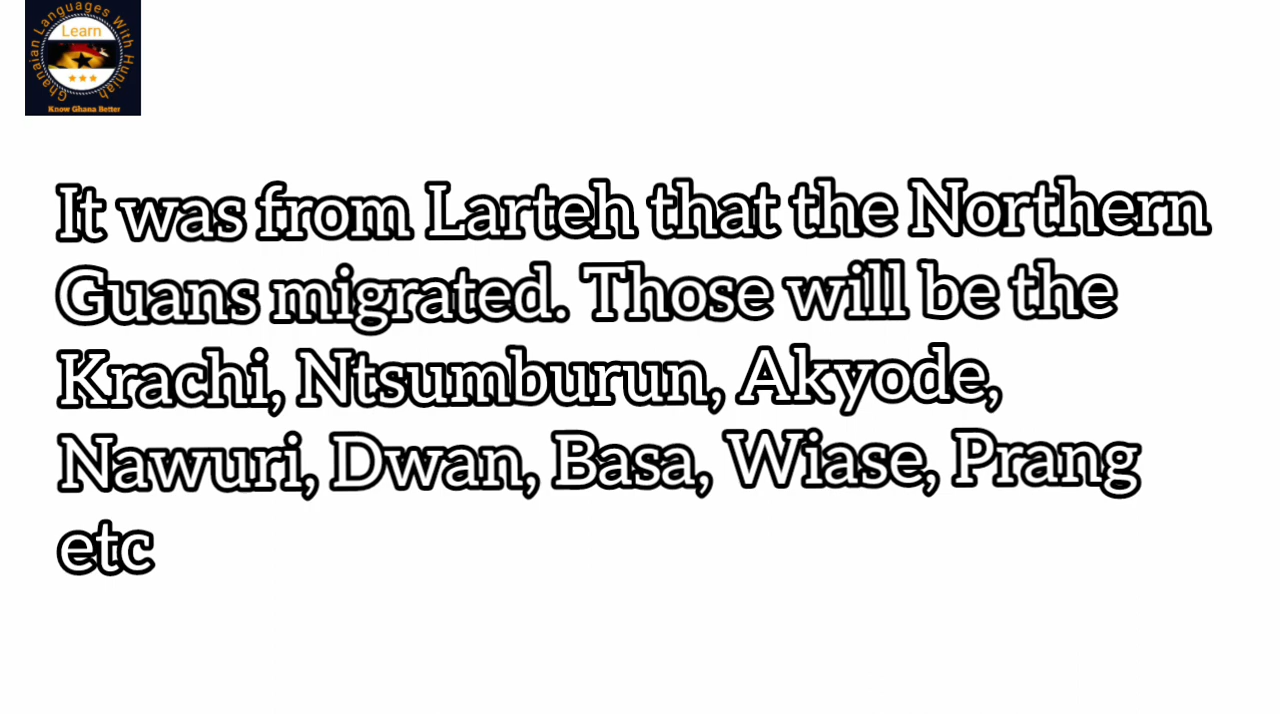 Learn
Ghanaian Languages With Huniah
Know Ghana Better
It was from Larteh that the Northern
Guans migrated. Those will be the
Krachi, Ntsumburun, Akyode,
Nawuri, Dwan, Basa, Wiase, Prang
etc